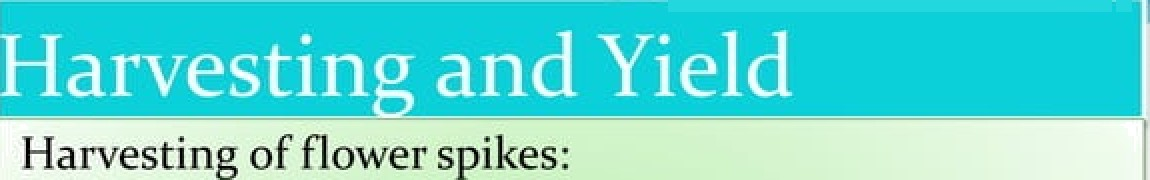 Harvesting and Yield
Harvesting of flower spikes: